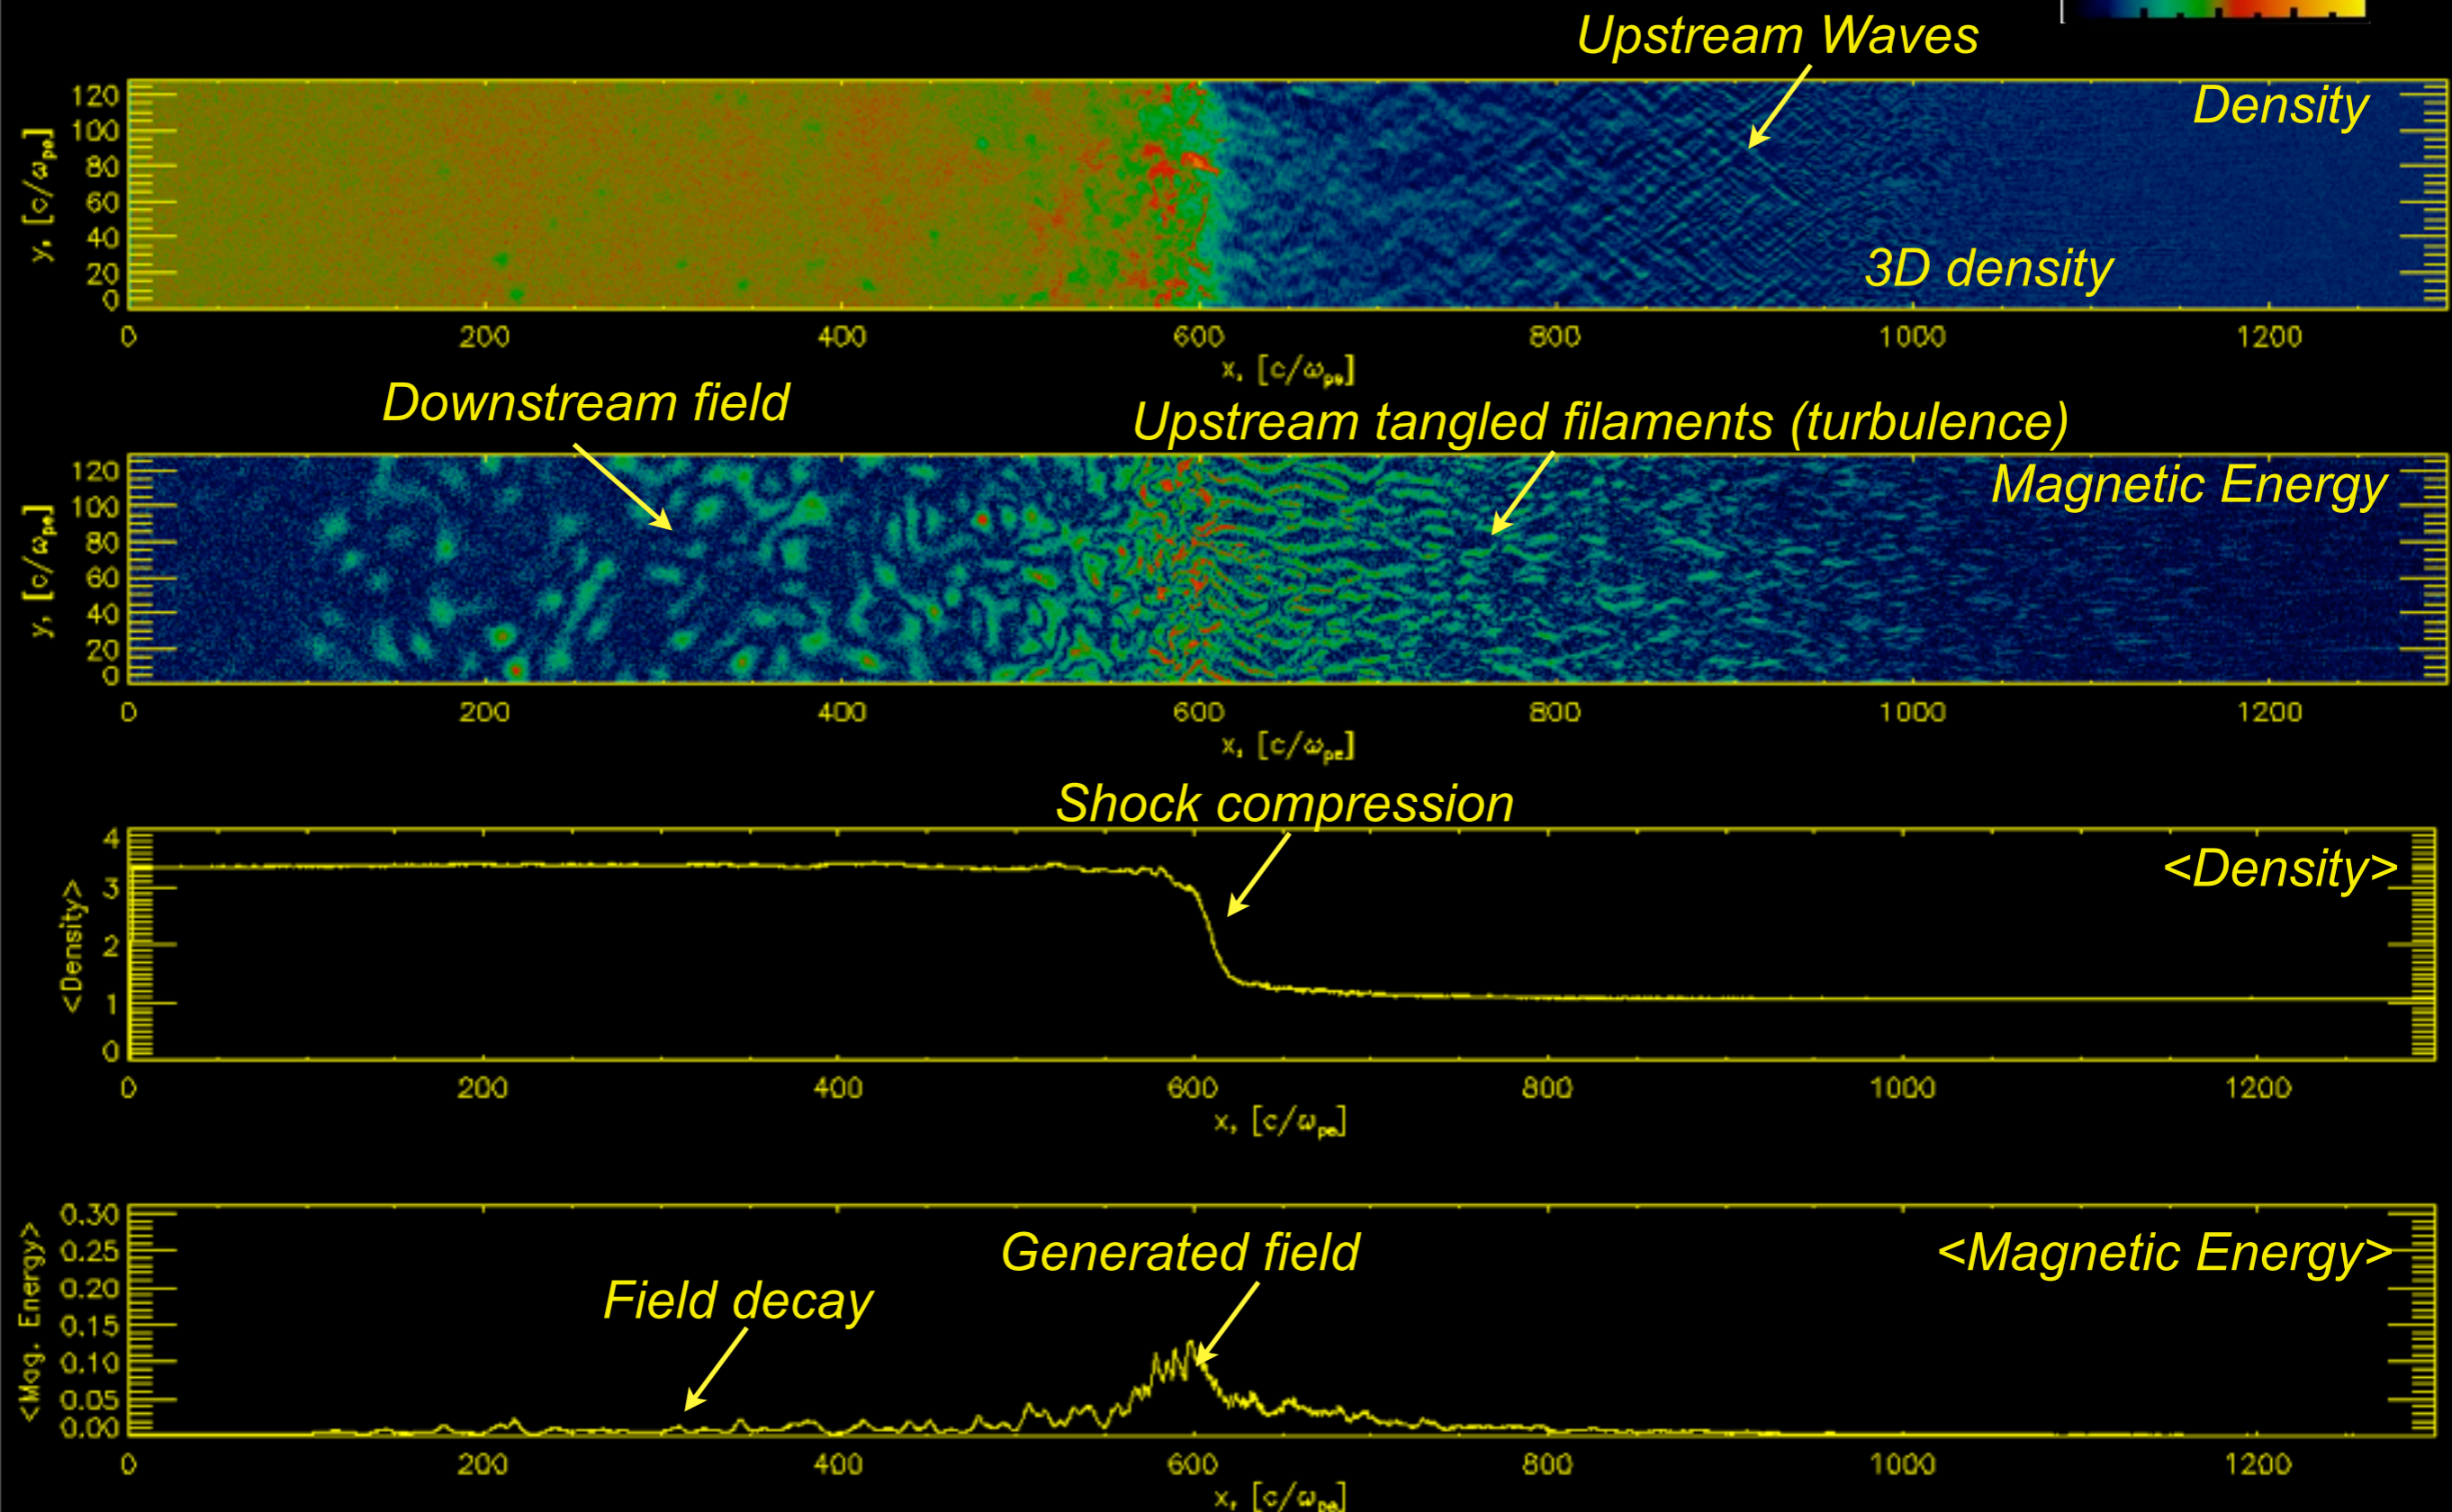 Upstream Waves
Density
3D density
y, [c/ωpe]
120
100
80
60
40
20
0
0 200 400 600 800 1000 1200
x, [c/ωpe]
Downstream field
Upstream tangled filaments (turbulence)
Magnetic Energy
y, [c/ωpe]
120
100
80
60
40
20
0
0 200 400 600 800 1000 1200
x, [c/ωpe]
Shock compression
<Density>
<Density>
4
3
2
1
0
0 200 400 600 800 1000 1200
x, [c/ωpe]
Generated field
<Magnetic Energy>
Field decay
<Mag. Energy>
0.30
0.25
0.20
0.15
0.10
0.05
0.00
0 200 400 600 800 1000 1200
x, [c/ωpe]